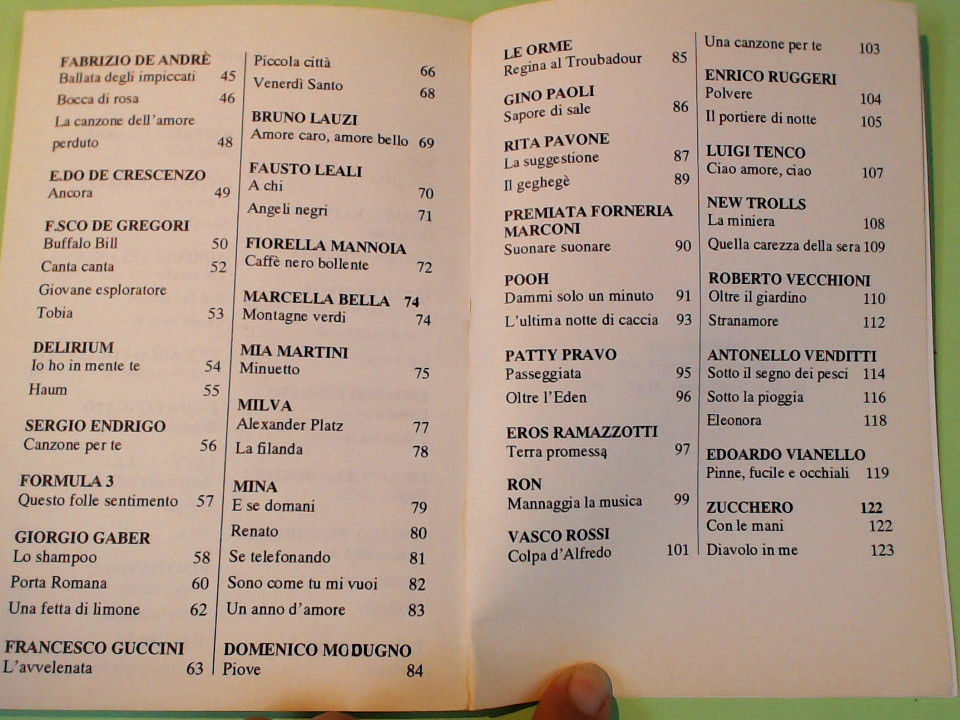 FABRIZIO DE ANDRÈ
Ballata degli impiccati 45
Bocca di rosa 46
La canzone dell'amore
perduto 48
E.DO DE CRESCENZO
Ancora 49
F.SCO DE GREGORI
Buffalo Bill 50
Canta canta 52
Giovane esploratore
Tobia 53
DELIRIUM
Io ho in mente te 54
Haum 55
SERGIO ENDRIGO
Canzone per te 56
FORMULA 3
Questo folle sentimento 57
GIORGIO GABER
Lo shampoo 58
Porta Romana 60
Una fetta di limone 62
FRANCESCO GUCCINI
L'avvelenata 63
Piccola città 66
Venerdì Santo 68
BRUNO LAUZI
Amore caro, amore bello 69
FAUSTO LEALI
A chi 70
Angeli negri 71
FIORELLA MANNOIA
Caffè nero bollente 72
MARCELLA BELLA 74
Montagne verdi 74
MIA MARTINI
Minuetto 75
MILVA
Alexander Platz 77
La filanda 78
MINA
E se domani 79
Renato 80
Se telefonando 81
Sono come tu mi vuoi 82
Un anno d'amore 83
DOMENICO MODUGNO
Piove 84
LE ORME
Regina al Troubadour 85
GINO PAOLI
Sapore di sale 86
RITA PAVONE
La suggestione 87
Il geghegè 89
PREMIATA FORNERIA
MARCONI
Suonare suonare 90
POOH
Dammi solo un minuto 91
L'ultima notte di caccia 93
PATTY PRAVO
Passeggiata 95
Oltre l'Eden 96
EROS RAMAZZOTTI
Terra promessa 97
RON
Mannaggia la musica 99
VASCO ROSSI
Colpa d'Alfredo 101
Una canzone per te 103
ENRICO RUGGERI
Polvere 104
Il portiere di notte 105
LUIGI TENCO
Ciao amore, ciao 107
NEW TROLLS
La miniera 108
Quella carezza della sera 109
ROBERTO VECCHIONI
Oltre il giardino 110
Stranamore 112
ANTONELLO VENDITTI
Sotto il segno dei pesci 114
Sotto la pioggia 116
Eleonora 118
EDOARDO VIANELLO
Pinne, fucile e occhiali 119
ZUCCHERO 122
Con le mani 122
Diavolo in me 123